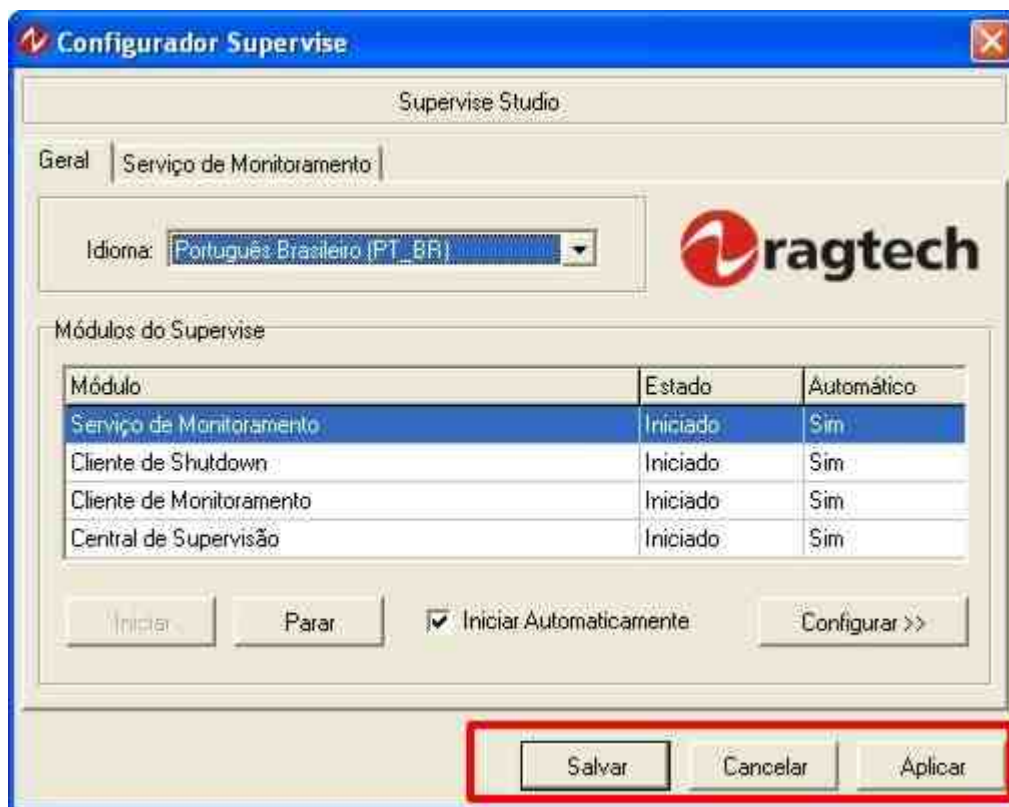 Configurador Supervise
Supervise Studio
Geral Serviço de Monitoramento
Idioma: Português Brasileiro (PT_BR)
ragtech
Módulos do Supervise
Módulo Estado Automático
Serviço de Monitoramento Iniciado Sim
Cliente de Shutdown Iniciado Sim
Cliente de Monitoramento Iniciado Sim
Central de Supervisão Iniciado Sim
Iniciar Parar Iniciar Automaticamente Configurar >>
Salvar Cancelar Aplicar